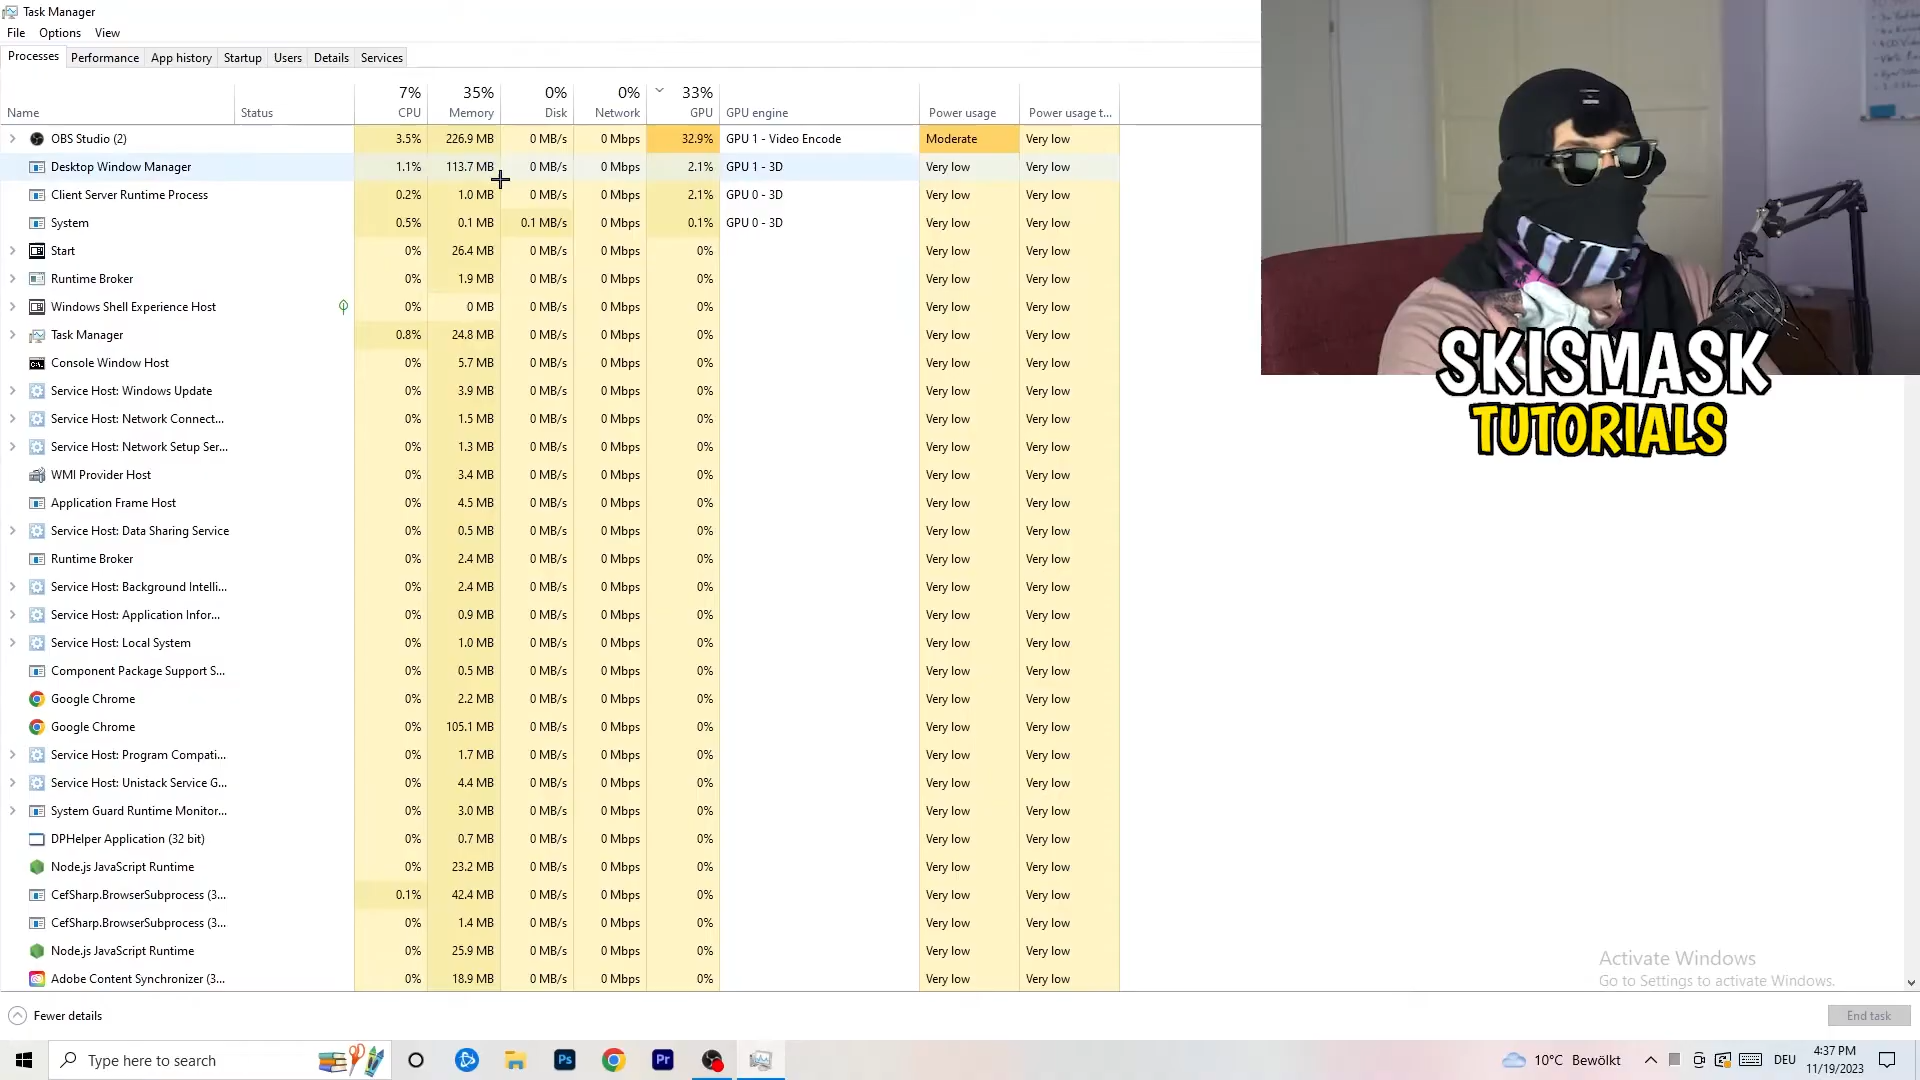 Task Manager
File Options View
Processes Performance App history Startup Users Details Services
7% 35% 0% 0% 33%
Name Status CPU Memory Disk Network GPU GPU engine Power usage Power usage t...
OBS Studio (2) 3.5% 226.9 MB 0 MB/s 0 Mbps 32.9% GPU 1 - Video Encode Moderate Very low
Desktop Window Manager 1.1% 113.7 MB 0 MB/s 0 Mbps 2.1% GPU 1 - 3D Very low Very low
Client Server Runtime Process 0.2% 1.0 MB 0 MB/s 0 Mbps 2.1% GPU 0 - 3D Very low Very low
System 0.5% 0.1 MB 0.1 MB/s 0 Mbps 0.1% GPU 0 - 3D Very low Very low
Start 0% 26.4 MB 0 MB/s 0 Mbps 0% Very low Very low
Runtime Broker 0% 1.9 MB 0 MB/s 0 Mbps 0% Very low Very low
Windows Shell Experience Host 0% 0 MB 0 MB/s 0 Mbps 0% Very low Very low
Task Manager 0.8% 24.8 MB 0 MB/s 0 Mbps 0% Very low Very low
Console Window Host 0% 5.7 MB 0 MB/s 0 Mbps 0% Very low Very low
Service Host: Windows Update 0% 3.9 MB 0 MB/s 0 Mbps 0% Very low Very low
Service Host: Network Connect... 0% 1.5 MB 0 MB/s 0 Mbps 0% Very low Very low
Service Host: Network Setup Ser... 0% 1.3 MB 0 MB/s 0 Mbps 0% Very low Very low
WMI Provider Host 0% 3.4 MB 0 MB/s 0 Mbps 0% Very low Very low
Application Frame Host 0% 4.5 MB 0 MB/s 0 Mbps 0% Very low Very low
Service Host: Data Sharing Service 0% 0.5 MB 0 MB/s 0 Mbps 0% Very low Very low
Runtime Broker 0% 2.4 MB 0 MB/s 0 Mbps 0% Very low Very low
Service Host: Background Intelli... 0% 2.4 MB 0 MB/s 0 Mbps 0% Very low Very low
Service Host: Application Infor... 0% 0.9 MB 0 MB/s 0 Mbps 0% Very low Very low
Service Host: Local System 0% 1.0 MB 0 MB/s 0 Mbps 0% Very low Very low
Component Package Support S... 0% 0.5 MB 0 MB/s 0 Mbps 0% Very low Very low
Google Chrome 0% 2.2 MB 0 MB/s 0 Mbps 0% Very low Very low
Google Chrome 0% 105.1 MB 0 MB/s 0 Mbps 0% Very low Very low
Service Host: Program Compati... 0% 1.7 MB 0 MB/s 0 Mbps 0% Very low Very low
Service Host: Unistack Service G... 0% 4.4 MB 0 MB/s 0 Mbps 0% Very low Very low
System Guard Runtime Monitor... 0% 3.0 MB 0 MB/s 0 Mbps 0% Very low Very low
DPHelper Application (32 bit) 0% 0.7 MB 0 MB/s 0 Mbps 0% Very low Very low
Node.js JavaScript Runtime 0% 23.2 MB 0 MB/s 0 Mbps 0% Very low Very low
CefSharp.BrowserSubprocess (3... 0.1% 42.4 MB 0 MB/s 0 Mbps 0% Very low Very low
CefSharp.BrowserSubprocess (3... 0% 1.4 MB 0 MB/s 0 Mbps 0% Very low Very low
Node.js JavaScript Runtime 0% 25.9 MB 0 MB/s 0 Mbps 0% Very low Very low
Adobe Content Synchronizer (3... 0% 18.9 MB 0 MB/s 0 Mbps 0% Very low Very low
SKISMASK
TUTORIALS
Activate Windows
Go to Settings to activate Windows.
Fewer details
End task
Type here to search
Ps
Pr
10°C Bewölkt
DEU
4:37 PM
11/19/2023